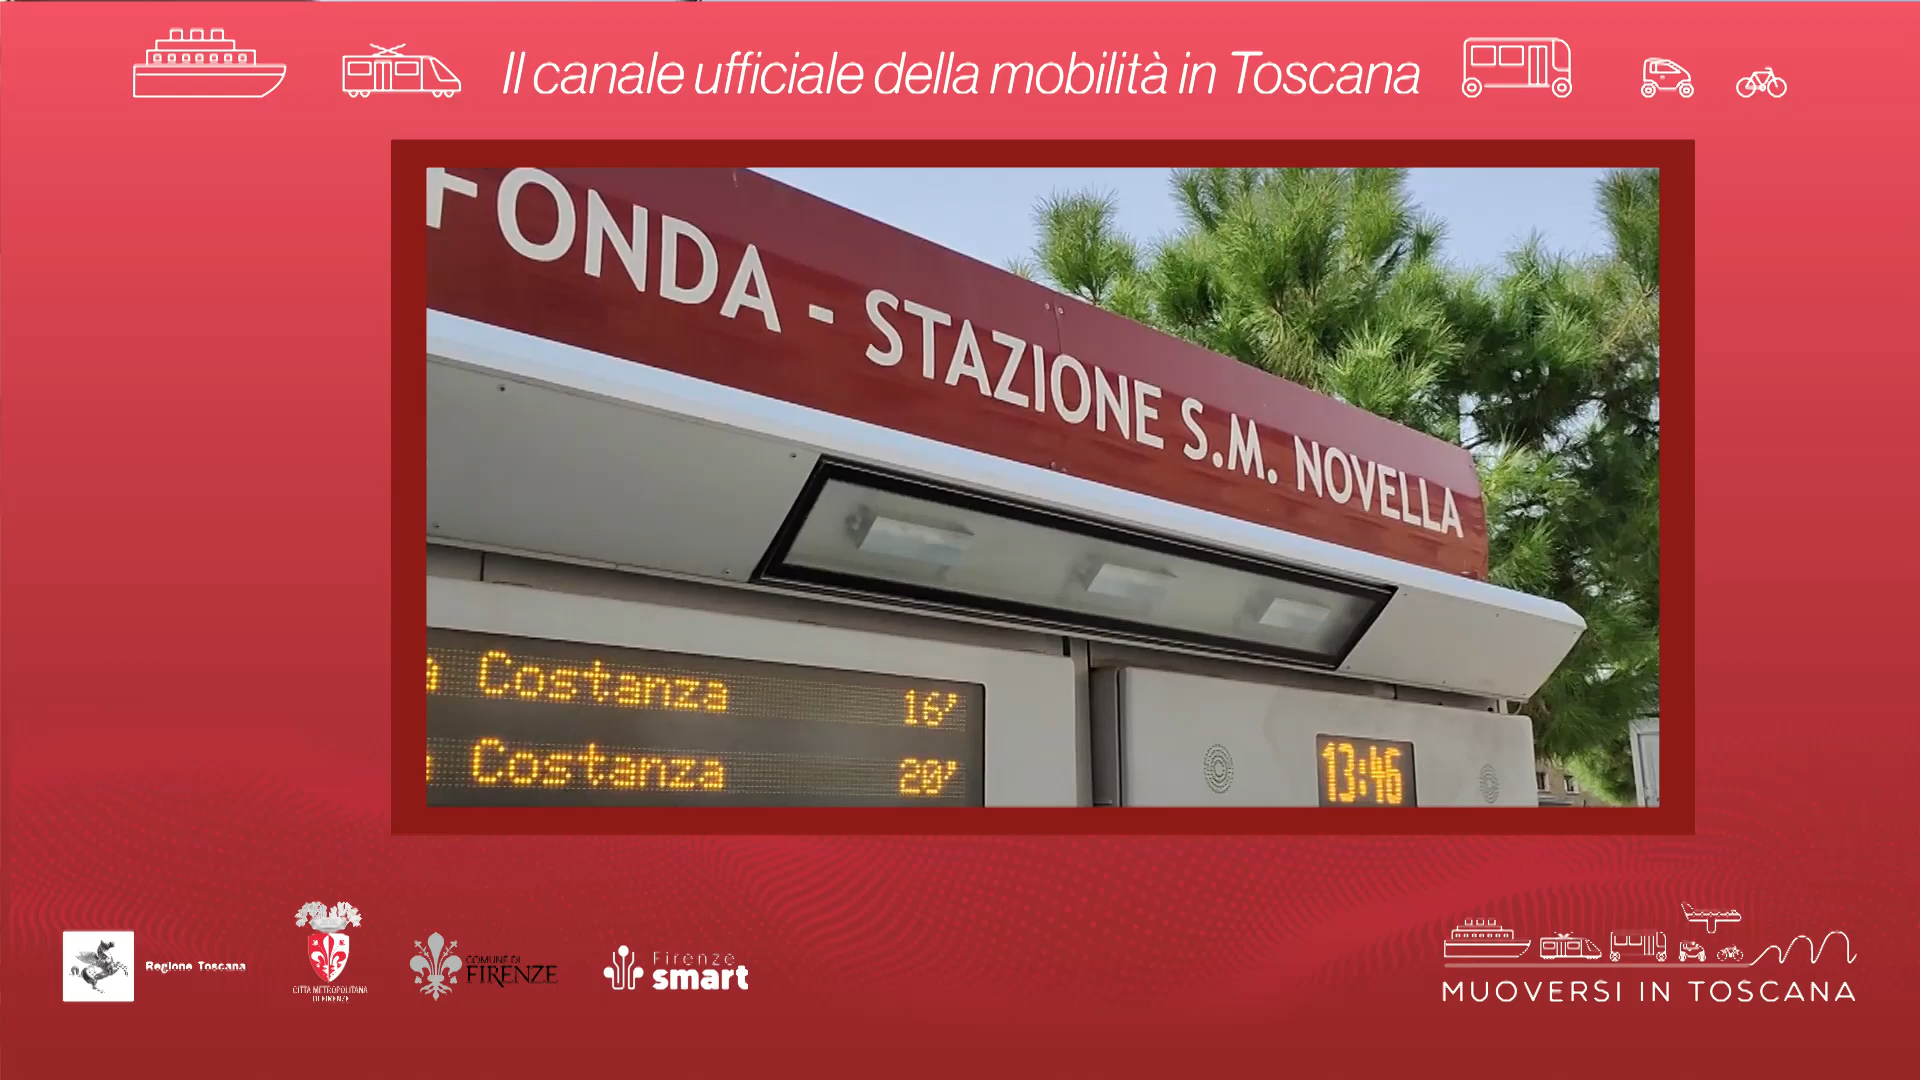 Il canale ufficiale della mobilità in Toscana
FONDA - STAZIONE S.M. NOVELLA
Costanza 16'
Costanza 20'
13:46
Regione Toscana
CITTÀ METROPOLITANA
DI FIRENZE
COMUNE DI
FIRENZE
Firenze
smart
MUOVERSI IN TOSCANA